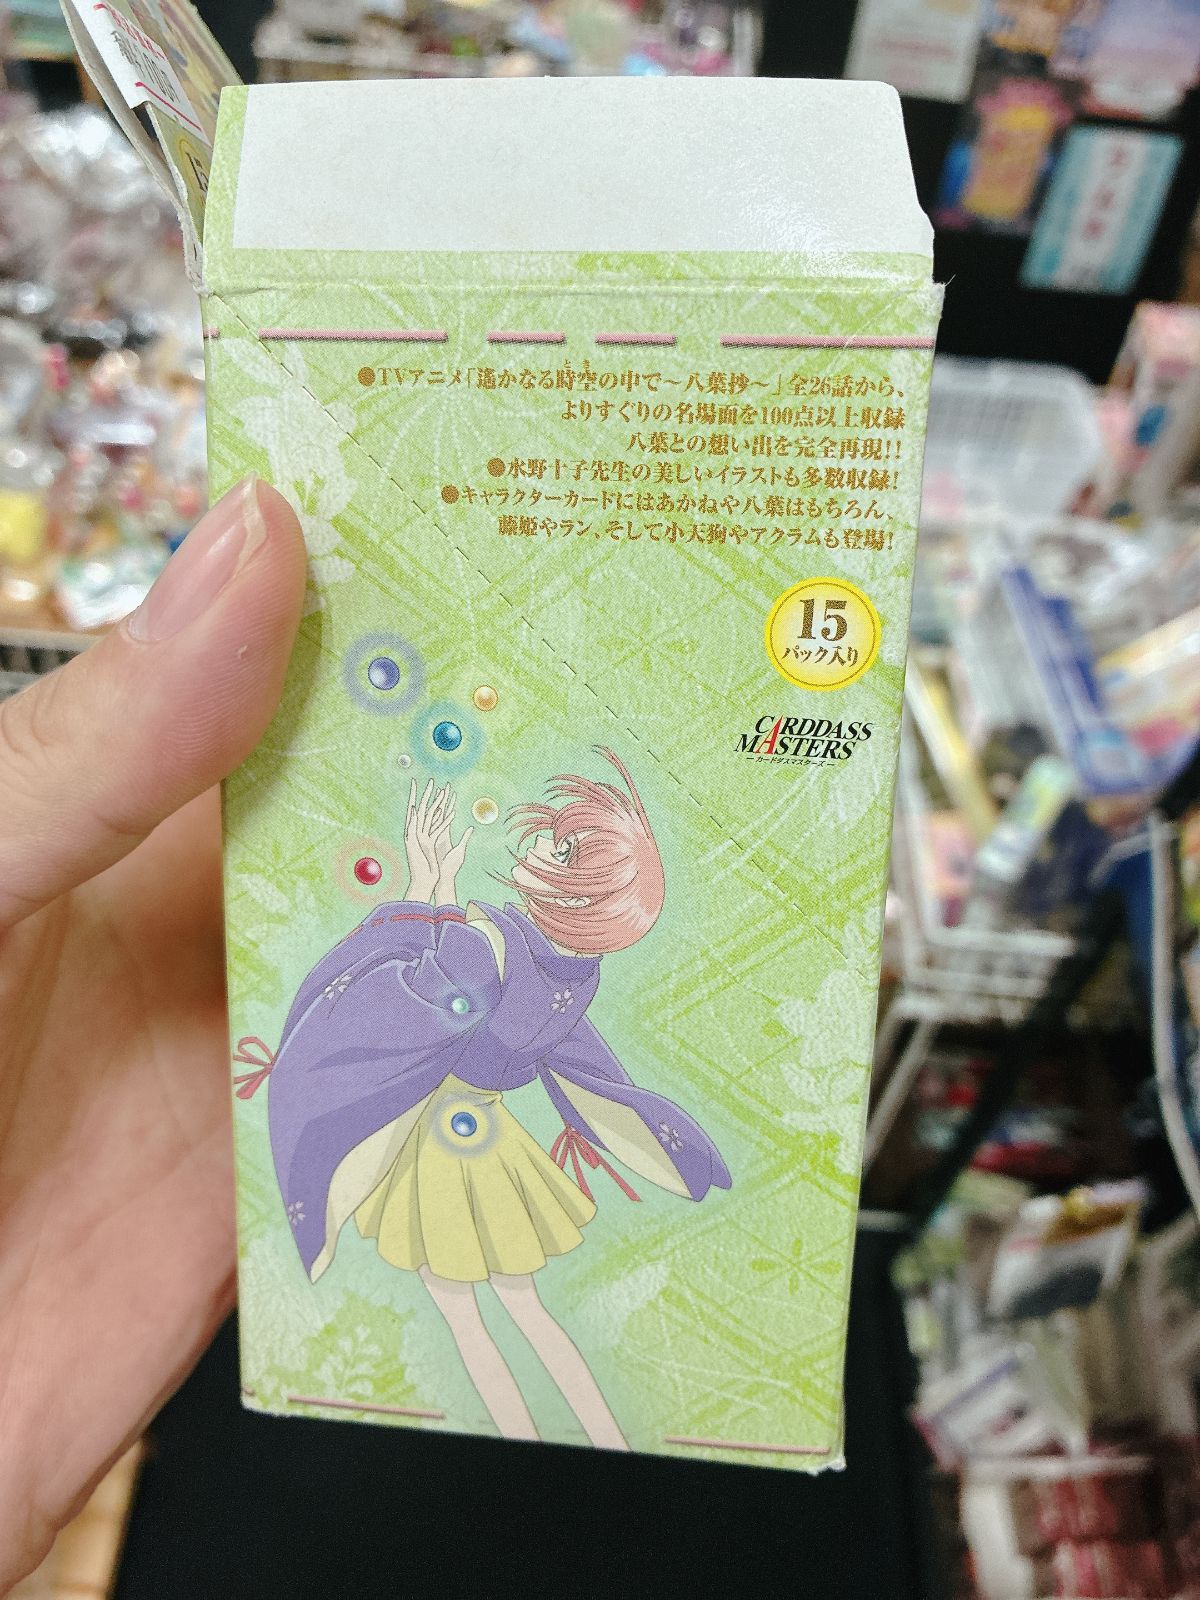 ●TVアニメ「遙かなる時空の中で～八葉抄～」全26話から、
よりすぐりの名場面を100点以上収録
八葉との想い出を完全再現!!
●水野十子先生の美しいイラストも多数収録!
●キャラクターカードにはあかねや八葉はもちろん、
藤姫やラン、そして小天狗やアクラムも登場!
15
パック入り
CARDDASS
MASTERS
カードダスマスターズ